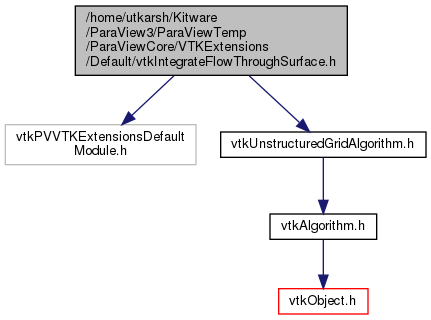 /home/utkarsh/Kitware
/ParaView3/ParaViewTemp
/ParaViewCore/VTKExtensions
/Default/vtkIntegrateFlowThroughSurface.h
vtkPVVTKExtensionsDefault
Module.h
vtkUnstructuredGridAlgorithm.h
vtkAlgorithm.h
vtkObject.h